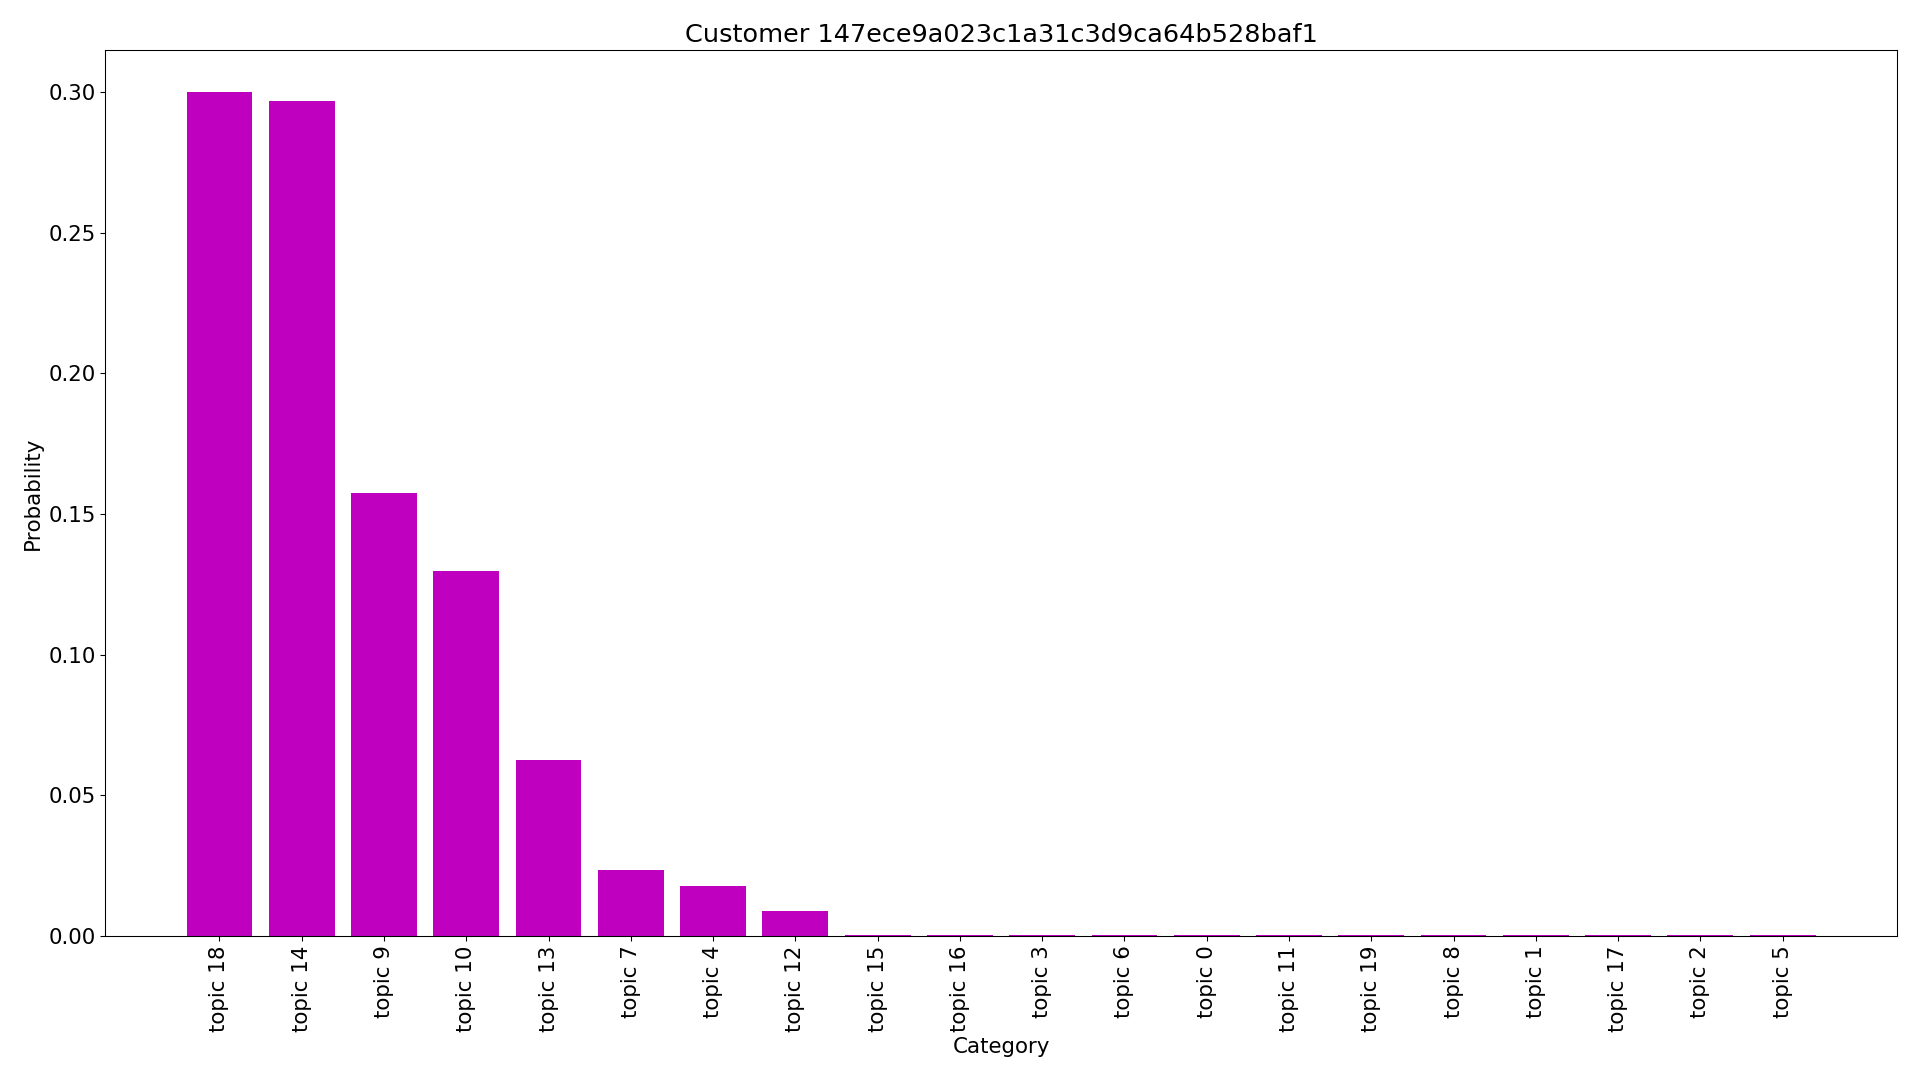 Customer 147ece9a023c1a31c3d9ca64b528baf1
0.30
0.25
0.20
0.15
0.10
0.05
0.00
Probability
topic 18
topic 14
topic 9
topic 10
topic 13
topic 7
topic 4
topic 12
topic 15
topic 16
topic 3
topic 6
topic 0
topic 11
topic 19
topic 8
topic 1
topic 17
topic 2
topic 5
Category